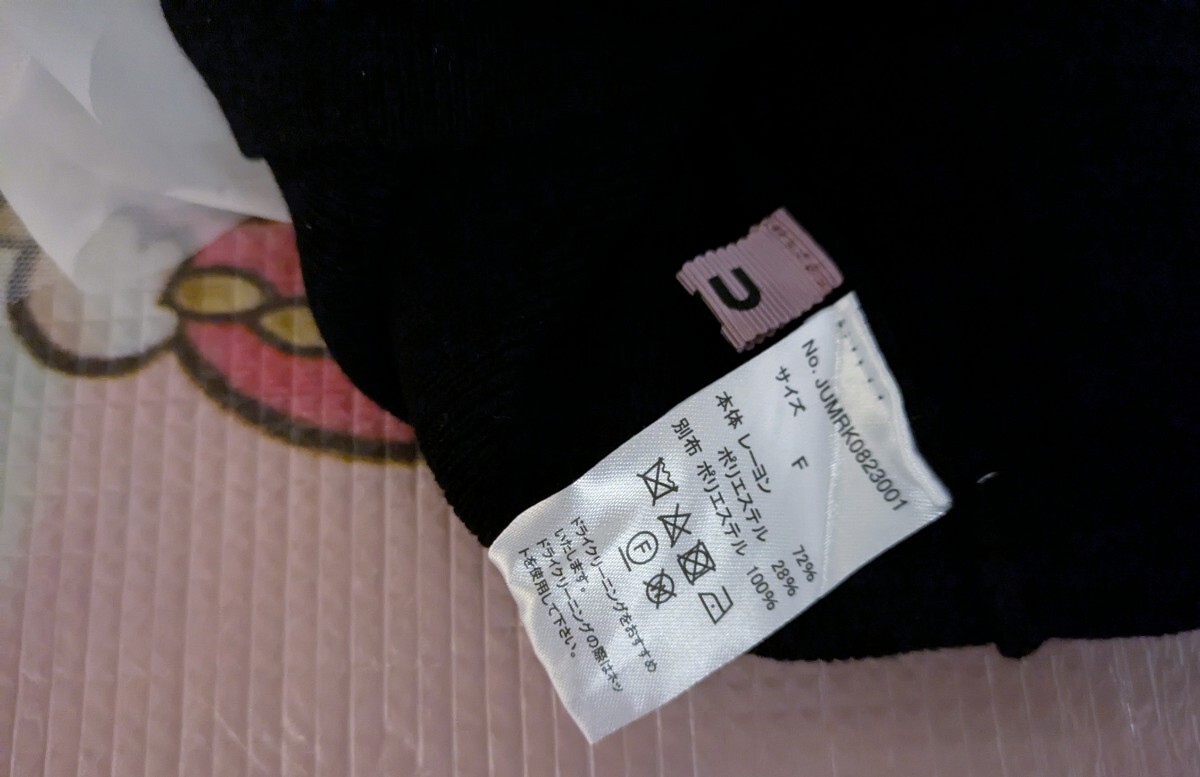 No. JUMRK0823001
サイズ F
本体 レーヨン 72%
ポリエステル 28%
別布 ポリエステル 100%
F
ドライクリーニングをおすすめ
いたします。
ドライクリーニングの際はネッ
トを使用して下さい。